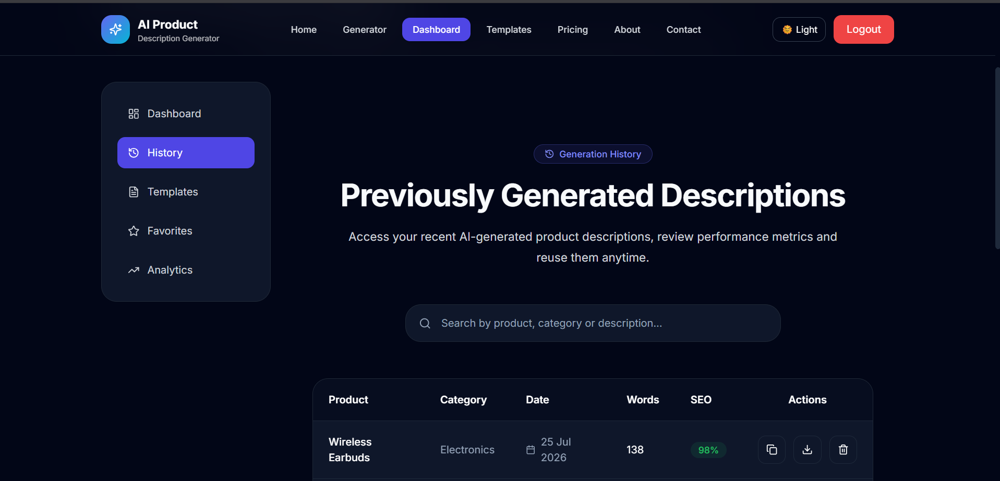 AI Product
Description Generator
Home
Generator
Dashboard
Templates
Pricing
About
Contact
Light
Logout
Dashboard
History
Templates
Favorites
Analytics
Generation History
Previously Generated Descriptions
Access your recent AI-generated product descriptions, review performance metrics and
reuse them anytime.
Search by product, category or description...
Product
Category
Date
Words
SEO
Actions
Wireless
Earbuds
Electronics
25 Jul
2026
138
98%